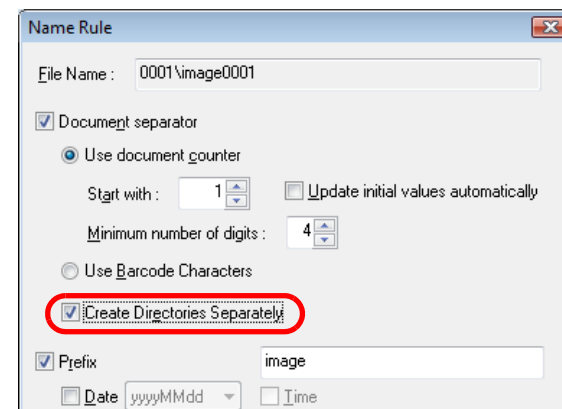 Name Rule
File Name : 0001\image0001
Document separator
Use document counter
Start with : 1 Update initial values automatically
Minimum number of digits : 4
Use Barcode Characters
Create Directories Separately
Prefix image
Date yyyyMMdd Time